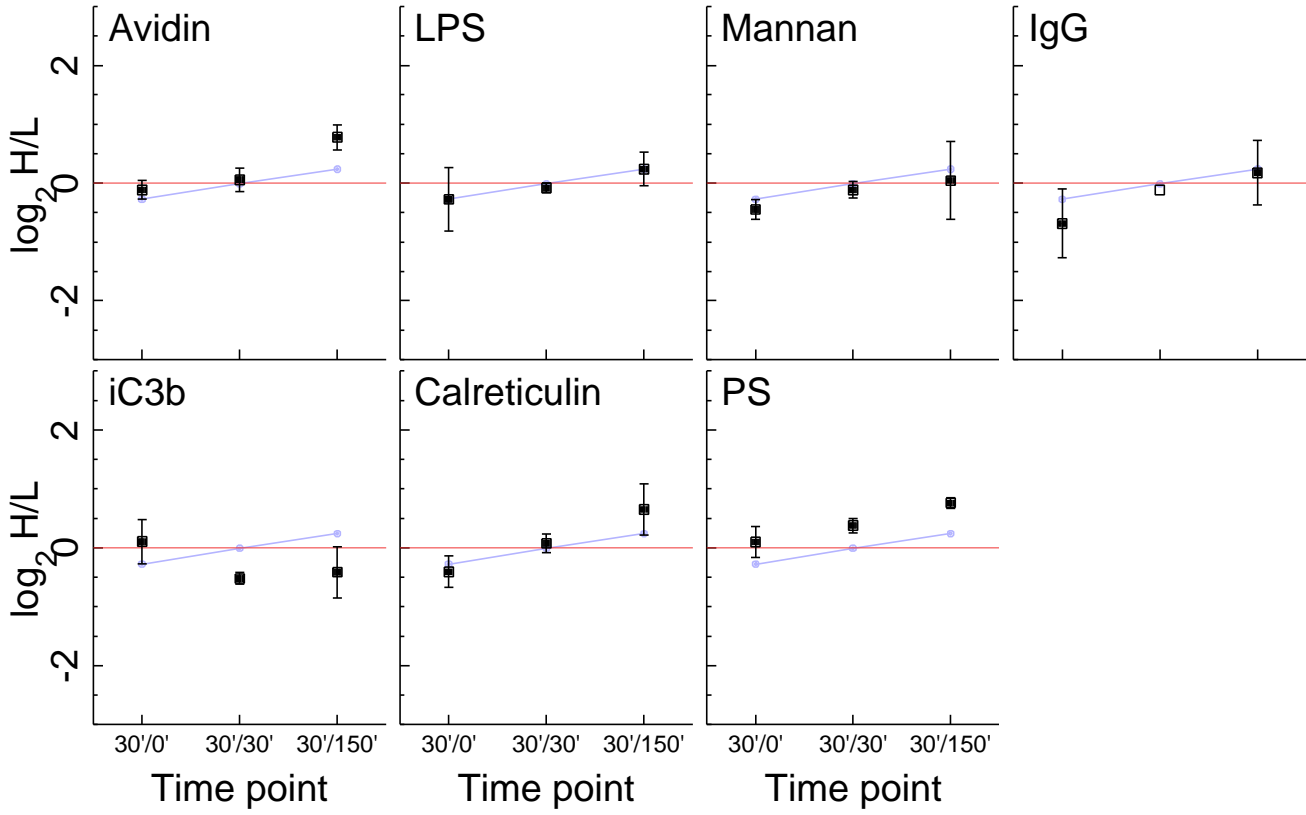 Avidin LPS Mannan IgG
2
0
-2
log2 H/L
iC3b Calreticulin PS
2
0
-2
log2 H/L
30'/0' 30'/30' 30'/150' 30'/0' 30'/30' 30'/150' 30'/0' 30'/30' 30'/150'
Time point Time point Time point